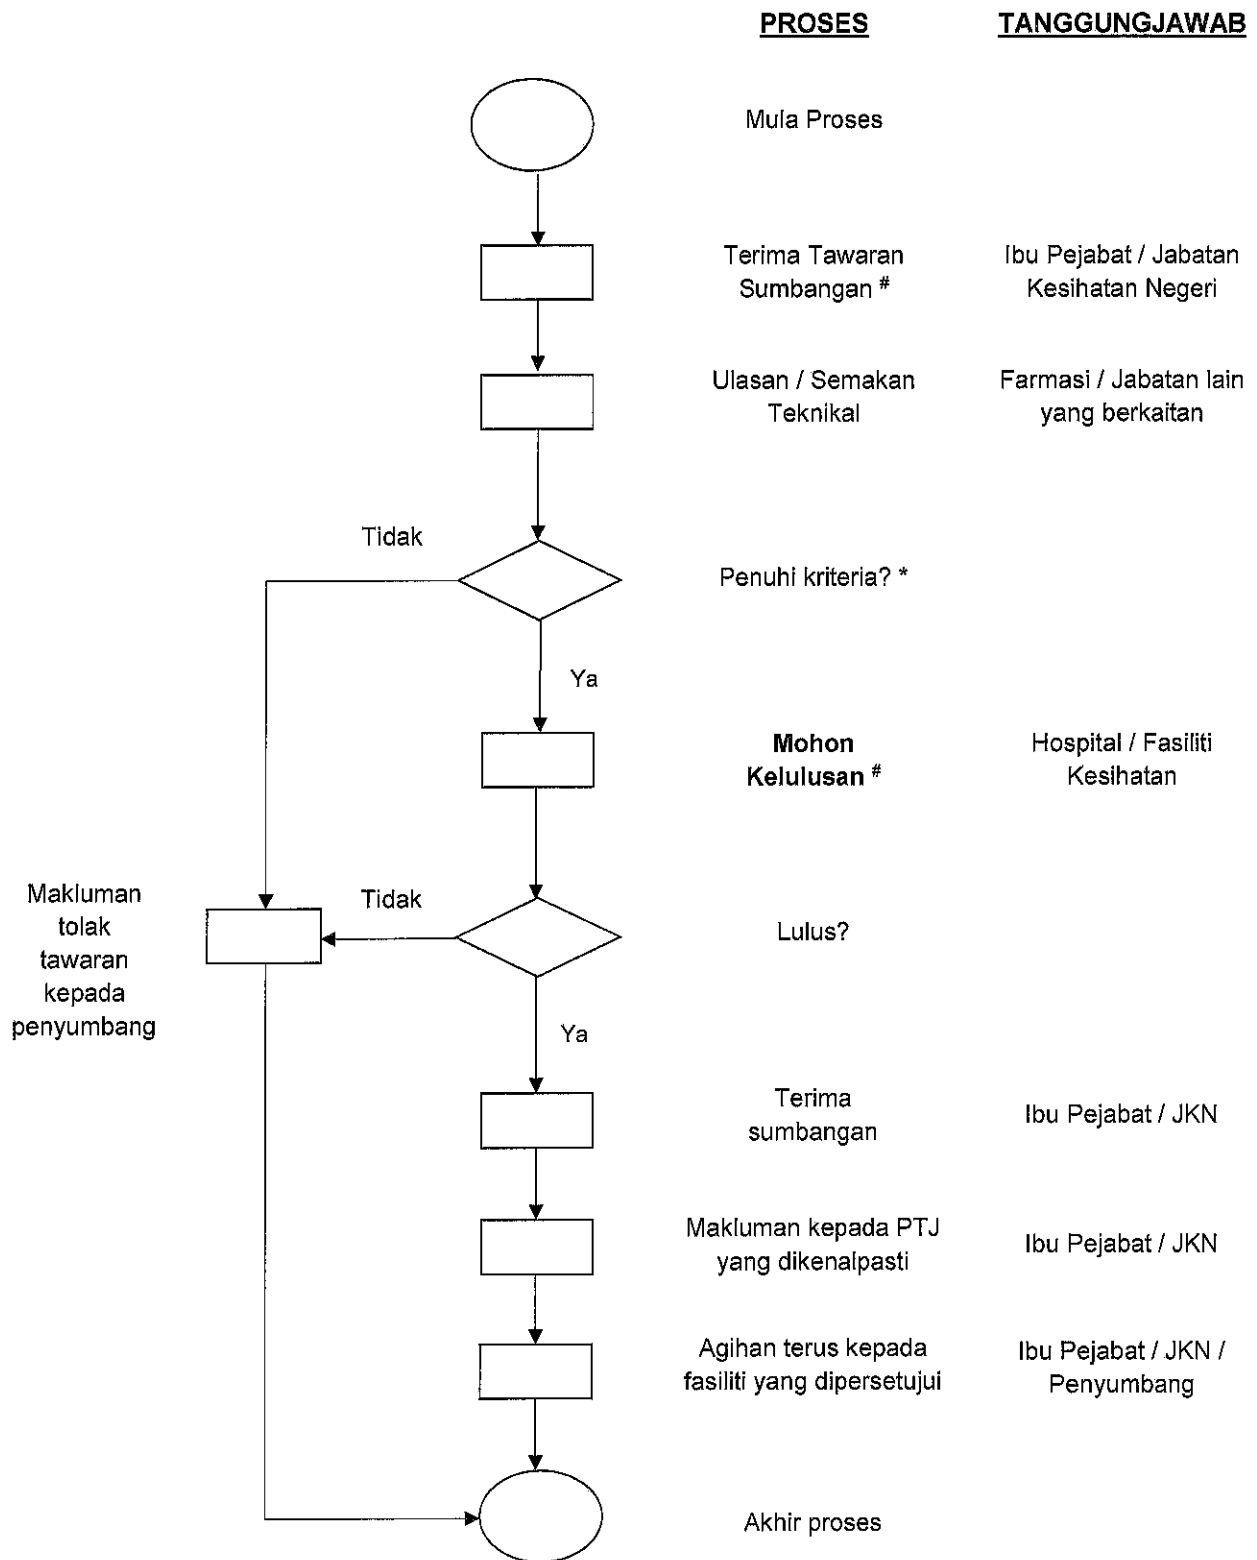 PROSES
TANGGUNGJAWAB
Mula Proses
Terima Tawaran
Sumbangan #
Ibu Pejabat / Jabatan
Kesihatan Negeri
Ulasan / Semakan
Teknikal
Farmasi / Jabatan lain
yang berkaitan
Tidak
Penuhi kriteria? *
Ya
Mohon
Kelulusan #
Hospital / Fasiliti
Kesihatan
Makluman
tolak
tawaran
kepada
penyumbang
Tidak
Lulus?
Ya
Terima
sumbangan
Ibu Pejabat / JKN
Makluman kepada PTJ
yang dikenalpasti
Ibu Pejabat / JKN
Agihan terus kepada
fasiliti yang dipersetujui
Ibu Pejabat / JKN /
Penyumbang
Akhir proses